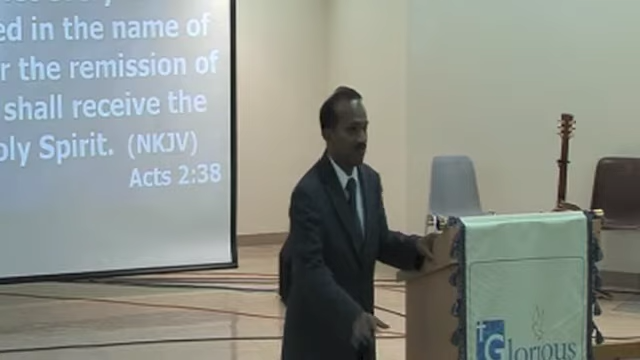 ed in the name of
r the remission of
shall receive the
oly Spirit. (NKJV)
Acts 2:38
Glorious